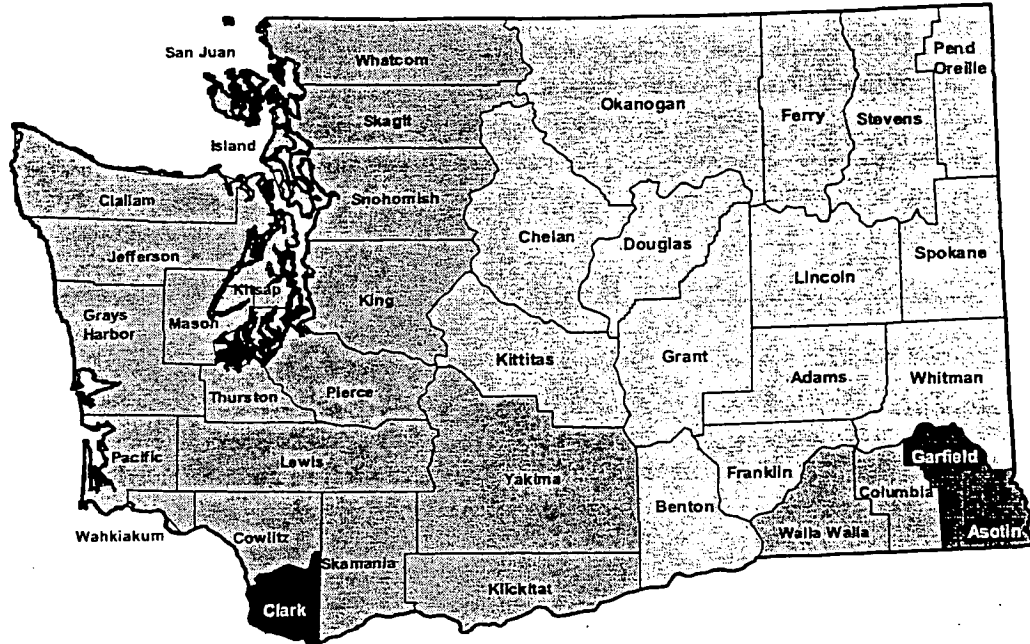 San Juan
Whatcom
Pend
Oreille
Okanogan
Ferry
Stevens
Skagit
Island
Clallam
Snohomish
Chelan
Douglas
Jefferson
Lincoln
Spokane
Kitsap
King
Grays
Harbor
Mason
Kittitas
Grant
Adams
Whitman
Thurston
Pierce
Pacific
Lewis
Yakima
Franklin
Garfield
Columbia
Benton
Wahkiakum
Cowlitz
Walla Walla
Asotin
Skamania
Klickitat
Clark